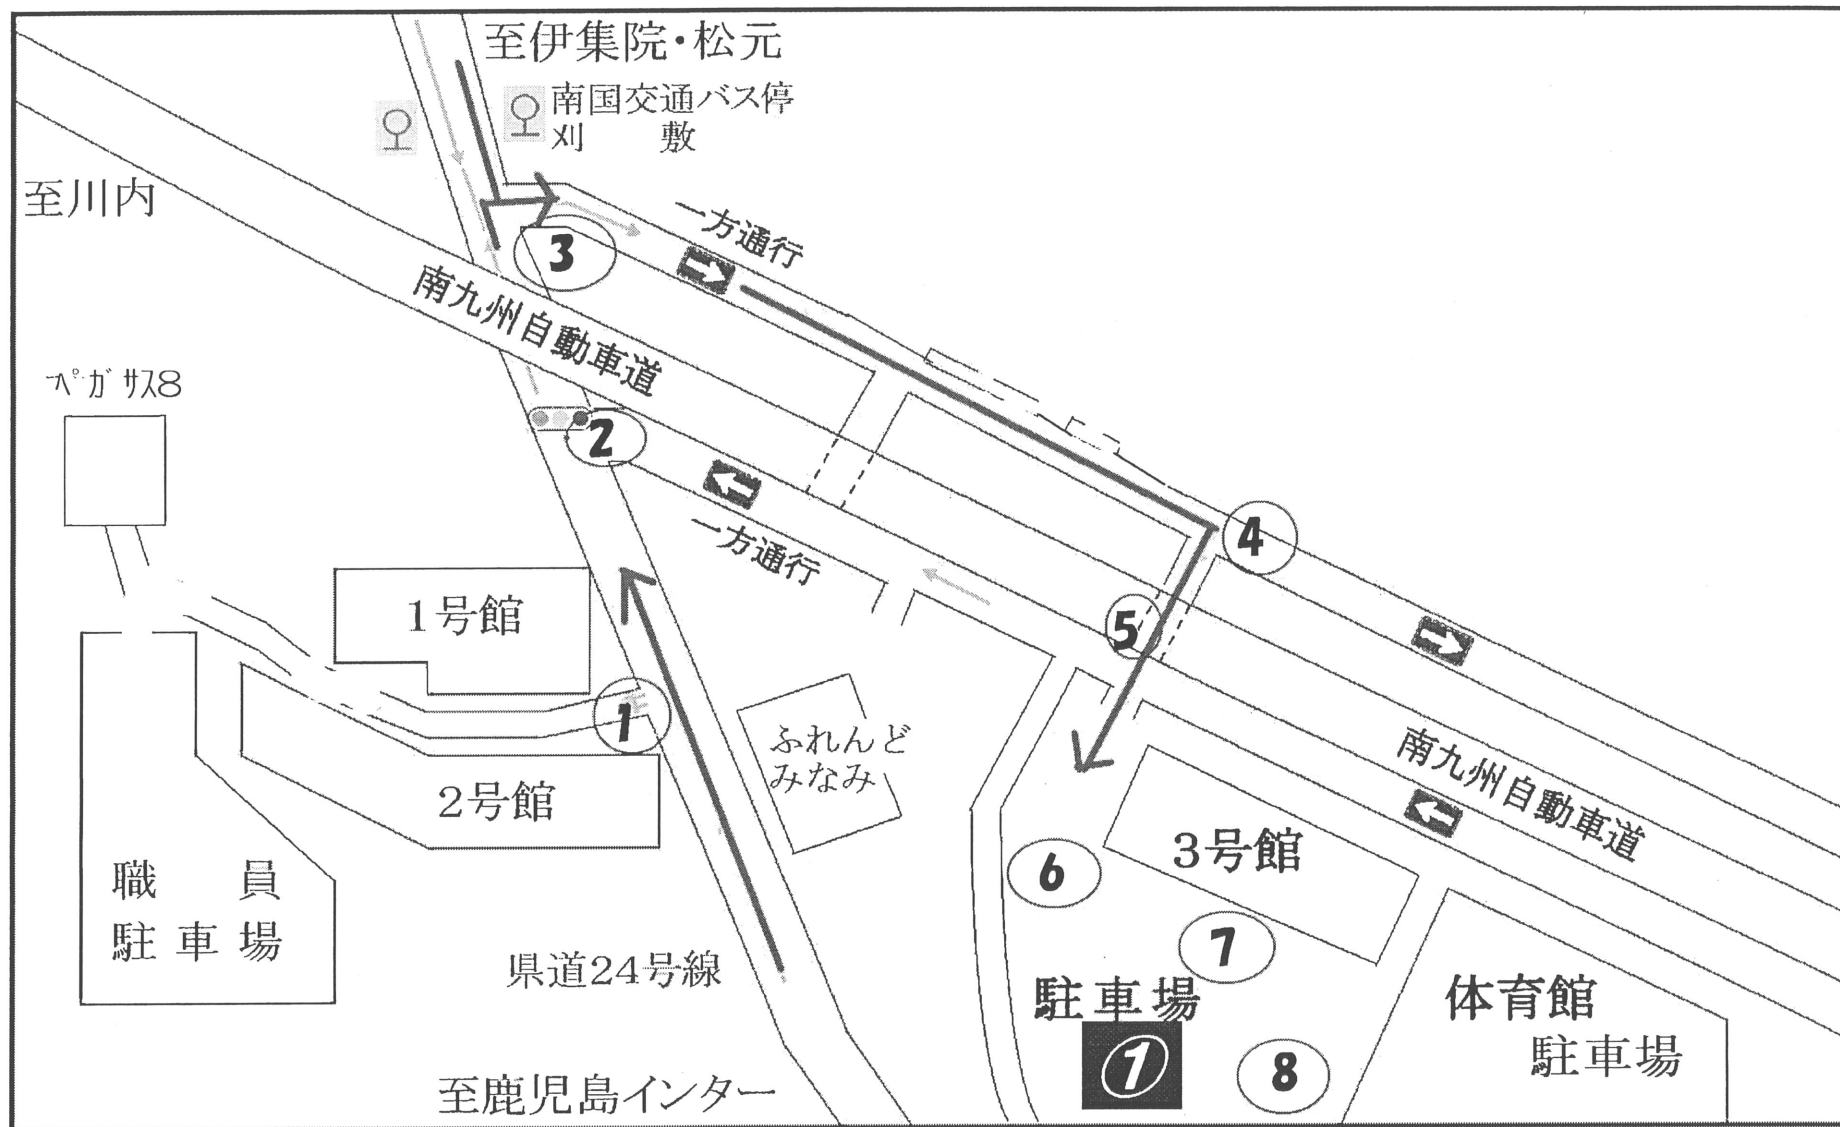 至伊集院・松元
南国交通バス停
刈　敷
至川内
一方通行
3
南九州自動車道
ペガサス8
2
一方通行
4
5
1号館
1
ふれんど
みなみ
2号館
南九州自動車道
3号館
6
職　員
駐車場
7
県道24号線
駐車場
1
体育館
駐車場
8
至鹿児島インター